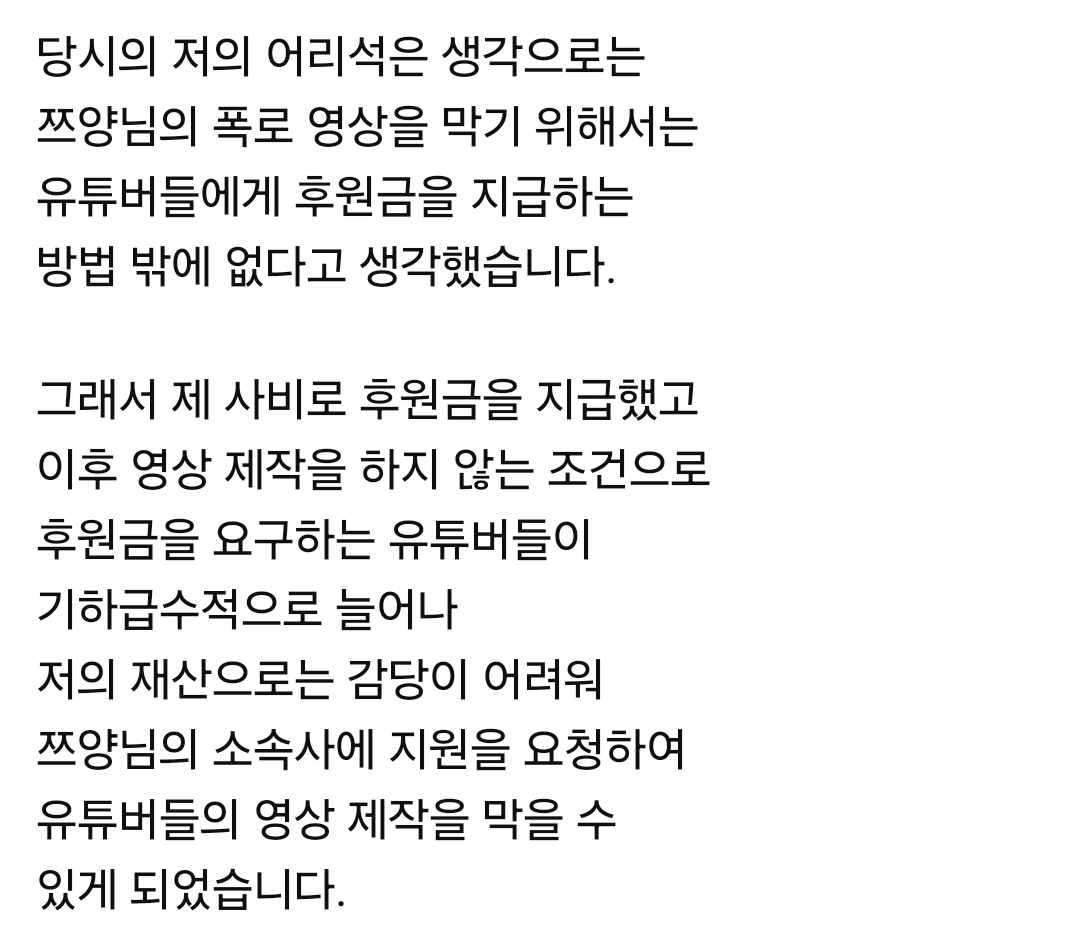 당시의 저의 어리석은 생각으로는
쯔양님의 폭로 영상을 막기 위해서는
유튜버들에게 후원금을 지급하는
방법 밖에 없다고 생각했습니다.
그래서 제 사비로 후원금을 지급했고
이후 영상 제작을 하지 않는 조건으로
후원금을 요구하는 유튜버들이
기하급수적으로 늘어나
저의 재산으로는 감당이 어려워
쯔양님의 소속사에 지원을 요청하여
유튜버들의 영상 제작을 막을 수
있게 되었습니다.